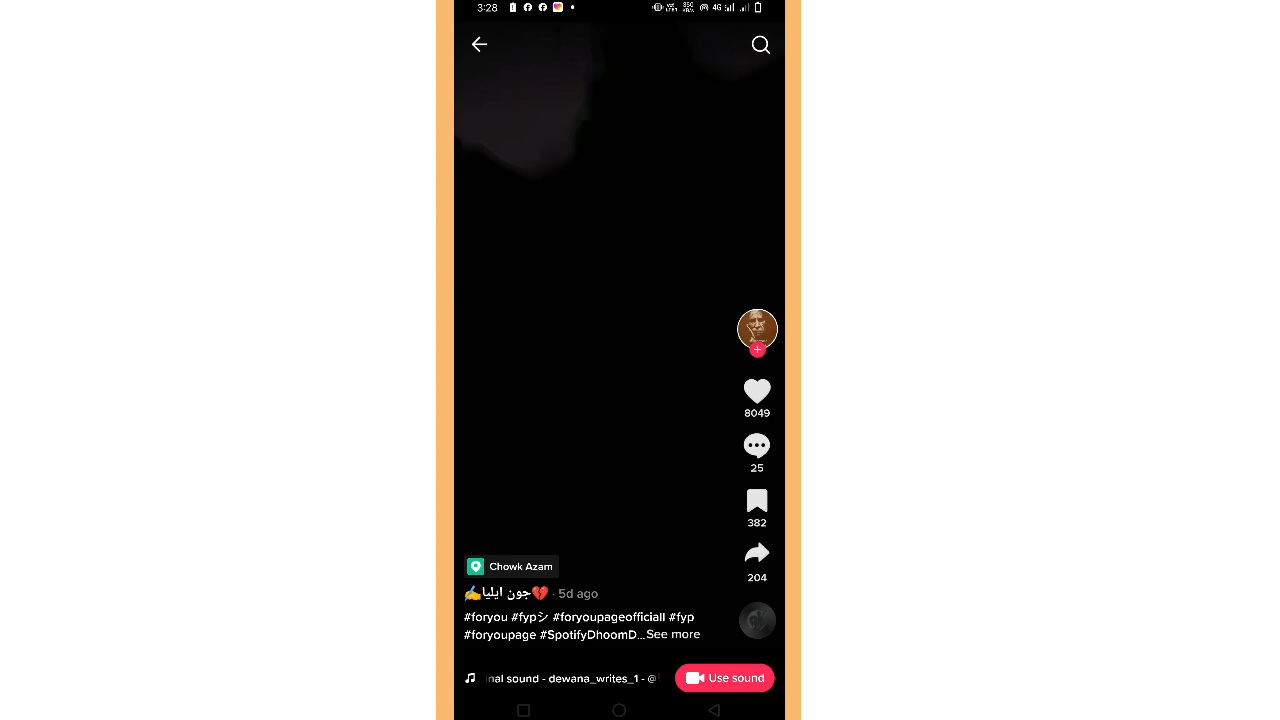 3:28
4G
8049
25
382
204
Chowk Azam
✍️جون ایلیا💔 · 5d ago
#foryou #fypシ #foryoupageofficiall #fyp
#foryoupage #SpotifyDhoomD...See more
inal sound - dewana_writes_1 - @
Use sound